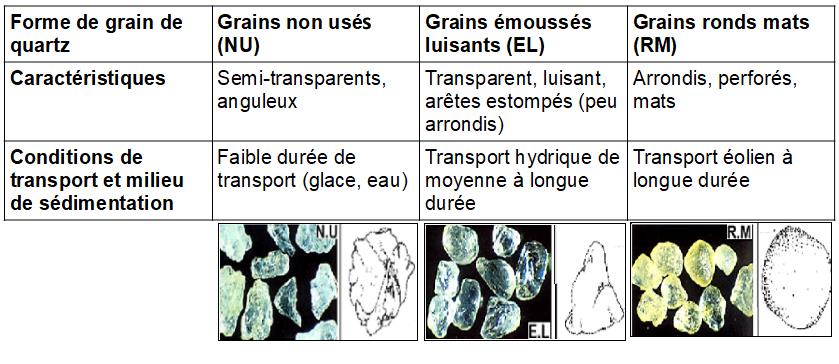 Forme de grain de
quartz
Grains non usés
(NU)
Grains émoussés
luisants (EL)
Grains ronds mats
(RM)
Caractéristiques
Semi-transparents,
anguleux
Transparent, luisant,
arêtes estompés (peu
arrondis)
Arrondis, perforés,
mats
Conditions de
transport et milieu
de sédimentation
Faible durée de
transport (glace, eau)
Transport hydrique de
moyenne à longue
durée
Transport éolien à
longue durée
N.U
E.L
R.M